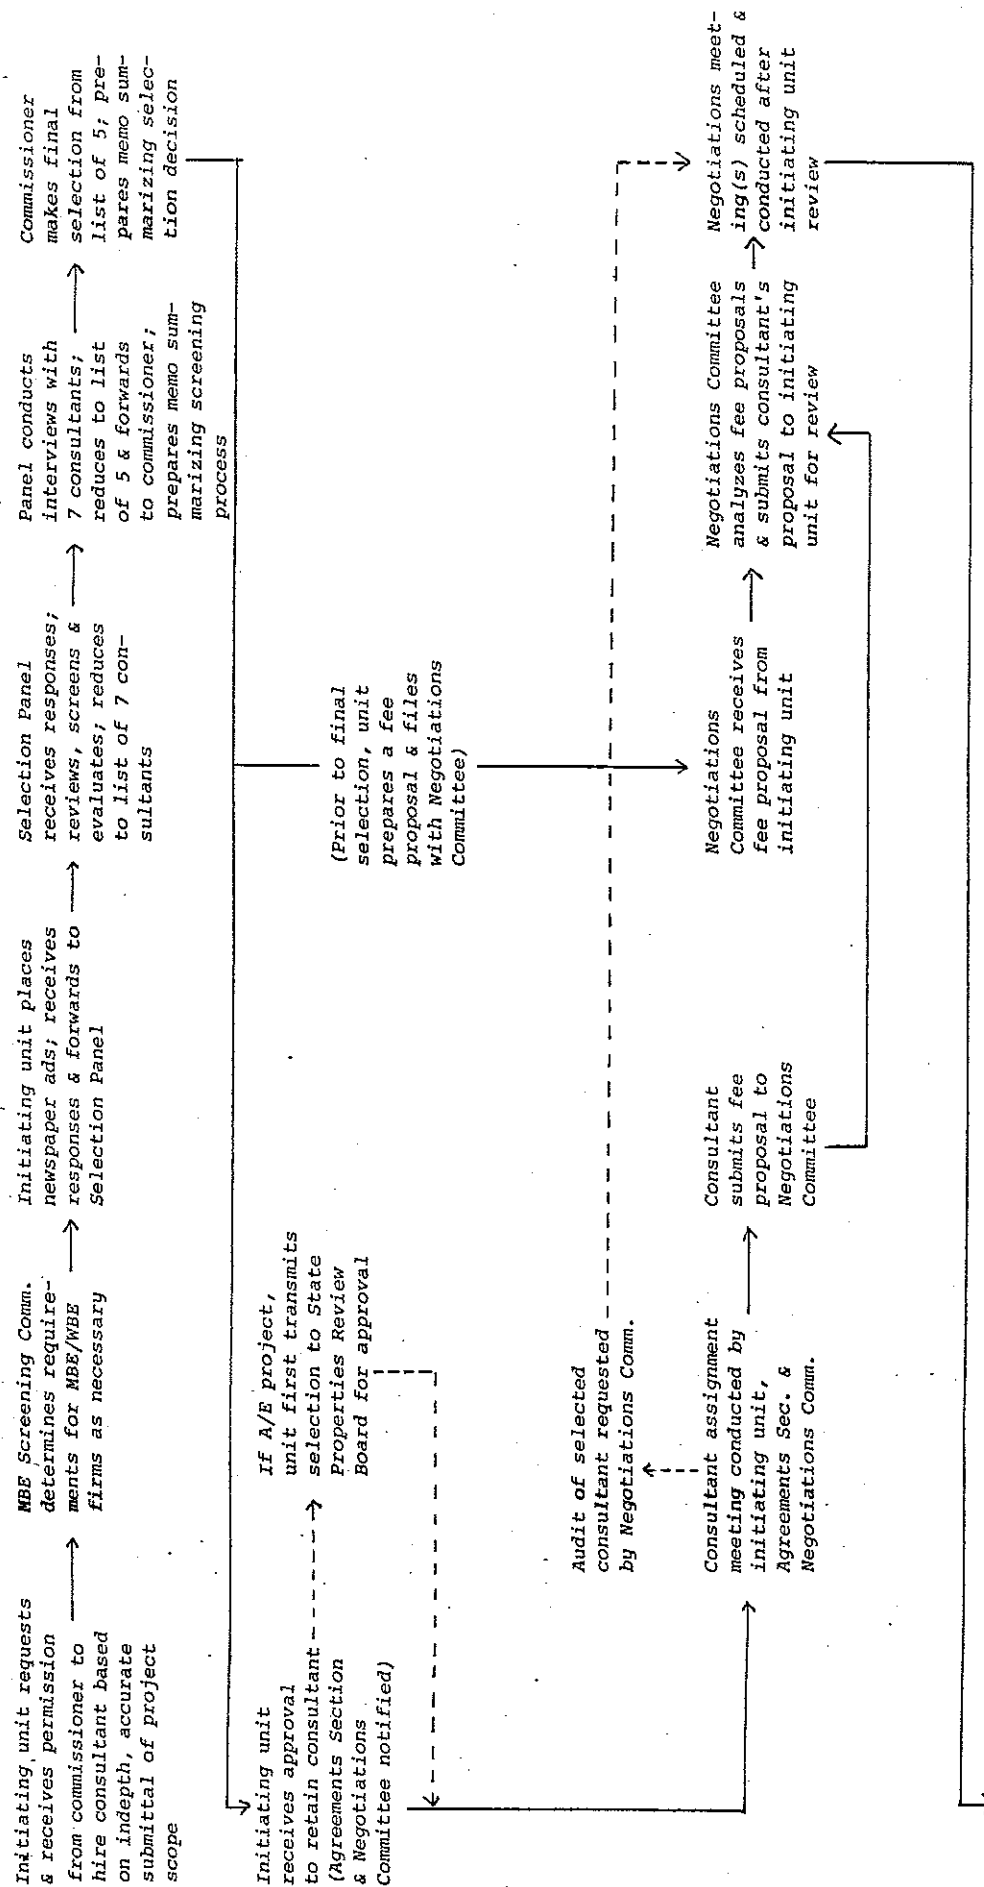 Initiating unit requests
& receives permission
from commissioner to
hire consultant based
on indepth, accurate
submittal of project
scope
MBE Screening Comm.
determines require-
ments for MBE/WBE
firms as necessary
Initiating unit places
newspaper ads; receives
responses & forwards to
Selection Panel
Selection Panel
receives responses;
reviews, screens &
evaluates; reduces
to list of 7 con-
sultants
Panel conducts
interviews with
7 consultants;
reduces to list
of 5 & forwards
to commissioner;
prepares memo sum-
marizing screening
process
Commissioner
makes final
selection from
list of 5; pre-
pares memo sum-
marizing selec-
tion decision
Initiating unit
receives approval
to retain consultant
(Agreements Section
& Negotiations
Committee notified)
If A/E project,
unit first transmits
selection to State
Properties Review
Board for approval
(Prior to final
selection, unit
prepares a fee
proposal & files
with Negotiations
Committee)
Audit of selected
consultant requested
by Negotiations Comm.
Consultant assignment
meeting conducted by
initiating unit,
Agreements Sec. &
Negotiations Comm.
Consultant
submits fee
proposal to
Negotiations
Committee
Negotiations
Committee receives
fee proposal from
initiating unit
Negotiations Committee
analyzes fee proposals
& submits consultant's
proposal to initiating
unit for review
Negotiations meet-
ing(s) scheduled &
conducted after
initiating unit
review